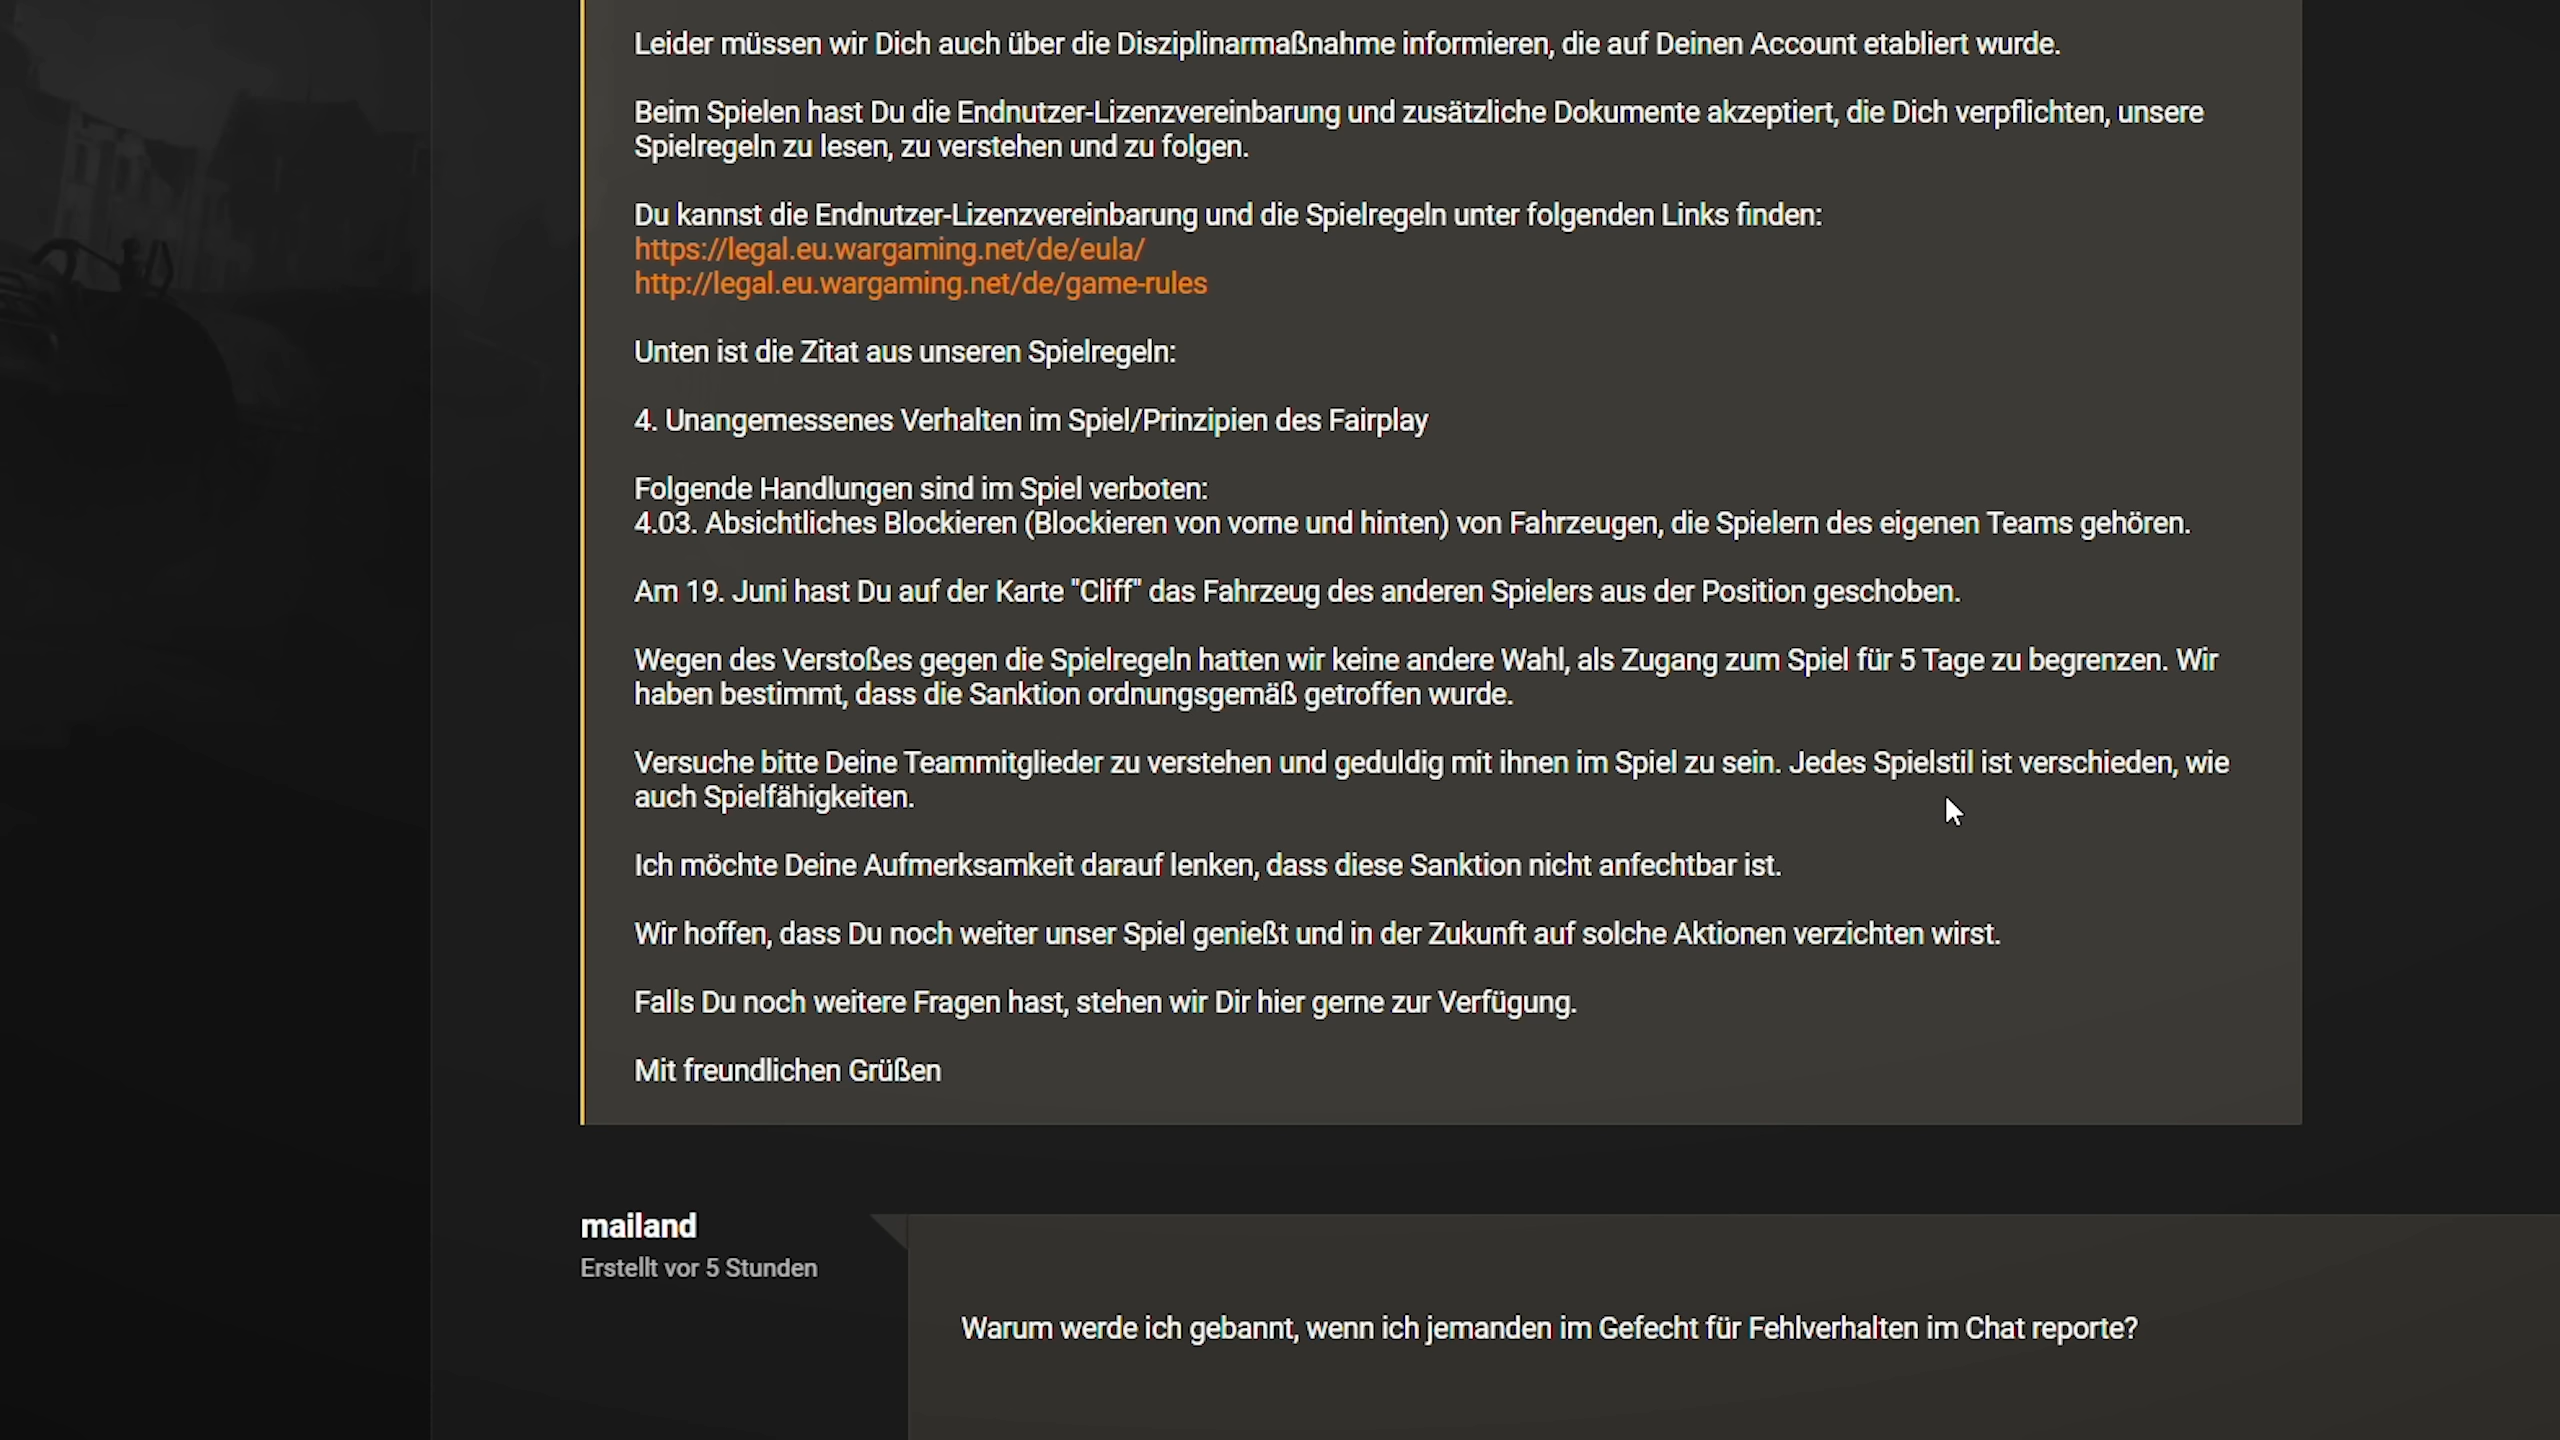 Leider müssen wir Dich auch über die Disziplinarmaßnahme informieren, die auf Deinen Account etabliert wurde.
Beim Spielen hast Du die Endnutzer-Lizenzvereinbarung und zusätzliche Dokumente akzeptiert, die Dich verpflichten, unsere
Spielregeln zu lesen, zu verstehen und zu folgen.
Du kannst die Endnutzer-Lizenzvereinbarung und die Spielregeln unter folgenden Links finden:
https://legal.eu.wargaming.net/de/eula/
http://legal.eu.wargaming.net/de/game-rules
Unten ist die Zitat aus unseren Spielregeln:
4. Unangemessenes Verhalten im Spiel/Prinzipien des Fairplay
Folgende Handlungen sind im Spiel verboten:
4.03. Absichtliches Blockieren (Blockieren von vorne und hinten) von Fahrzeugen, die Spielern des eigenen Teams gehören.
Am 19. Juni hast Du auf der Karte "Cliff" das Fahrzeug des anderen Spielers aus der Position geschoben.
Wegen des Verstoßes gegen die Spielregeln hatten wir keine andere Wahl, als Zugang zum Spiel für 5 Tage zu begrenzen. Wir
haben bestimmt, dass die Sanktion ordnungsgemäß getroffen wurde.
Versuche bitte Deine Teammitglieder zu verstehen und geduldig mit ihnen im Spiel zu sein. Jedes Spielstil ist verschieden, wie
auch Spielfähigkeiten.
Ich möchte Deine Aufmerksamkeit darauf lenken, dass diese Sanktion nicht anfechtbar ist.
Wir hoffen, dass Du noch weiter unser Spiel genießt und in der Zukunft auf solche Aktionen verzichten wirst.
Falls Du noch weitere Fragen hast, stehen wir Dir hier gerne zur Verfügung.
Mit freundlichen Grüßen
mailand
Erstellt vor 5 Stunden
Warum werde ich gebannt, wenn ich jemanden im Gefecht für Fehlverhalten im Chat reporte?